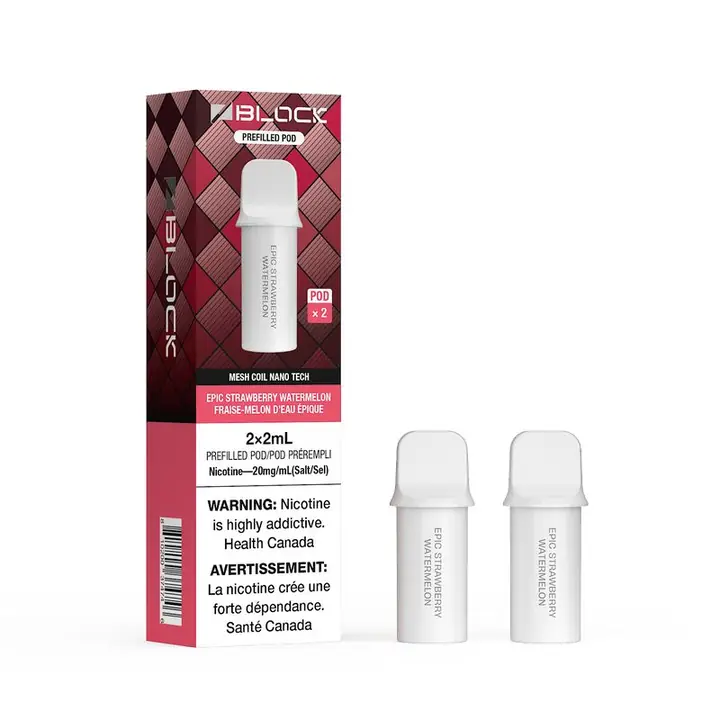 BLOCK
PREFILLED POD
EPIC STRAWBERRY
WATERMELON
POD
× 2
MESH COIL NANO TECH
EPIC STRAWBERRY WATERMELON
FRAISE-MELON D'EAU ÉPIQUE
2×2mL
PREFILLED POD/POD PRÉREMPLI
Nicotine—20mg/mL(Salt/Sel)
WARNING: Nicotine
is highly addictive.
Health Canada
AVERTISSEMENT:
La nicotine crée une
forte dépendance.
Santé Canada
BLOCK
EPIC STRAWBERRY
WATERMELON
EPIC STRAWBERRY
WATERMELON